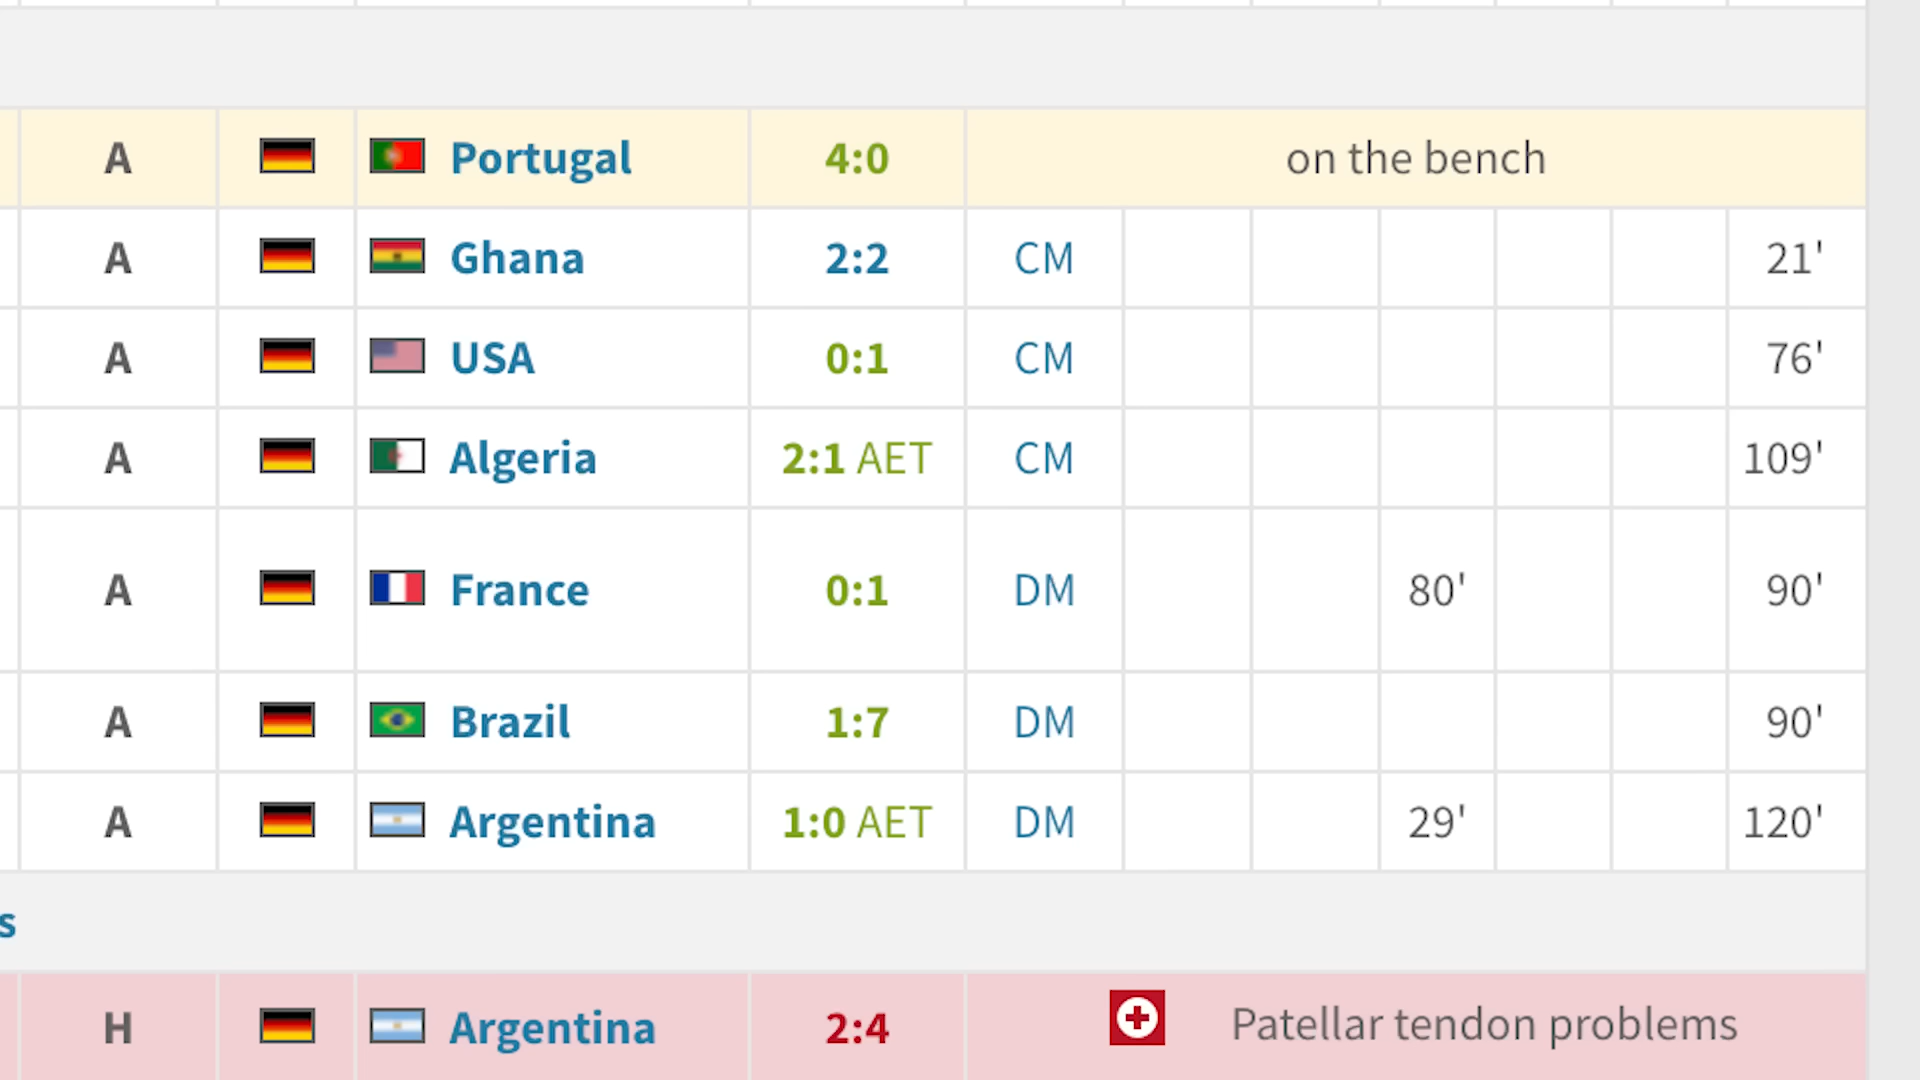 A Portugal 4:0 on the bench
A Ghana 2:2 CM 21'
A USA 0:1 CM 76'
A Algeria 2:1 AET CM 109'
A France 0:1 DM 80' 90'
A Brazil 1:7 DM 90'
A Argentina 1:0 AET DM 29' 120'
s
H Argentina 2:4 Patellar tendon problems